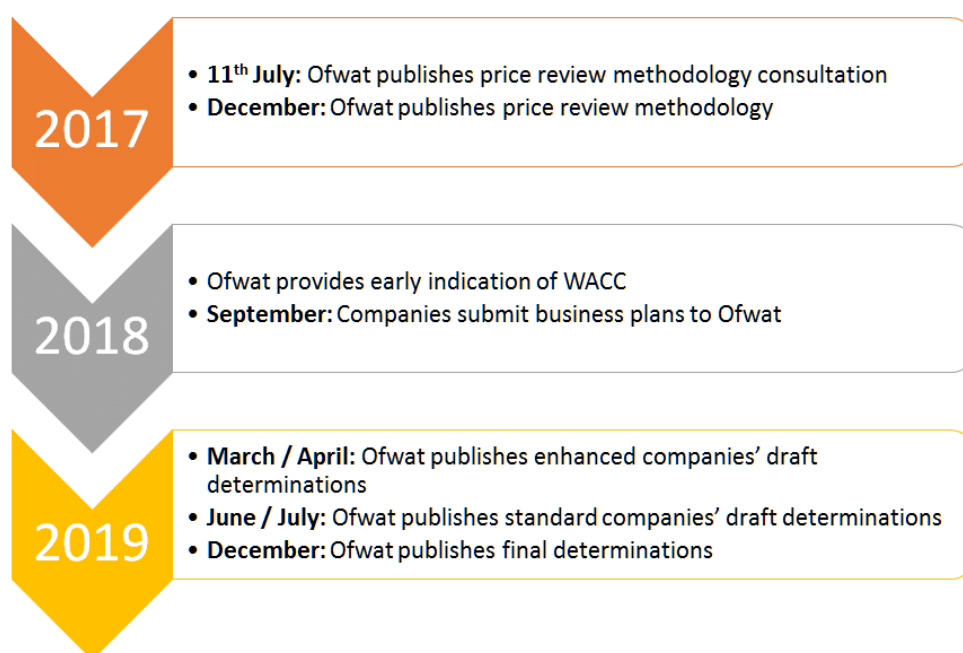 2017
• 11th July: Ofwat publishes price review methodology consultation
• December: Ofwat publishes price review methodology
2018
• Ofwat provides early indication of WACC
• September: Companies submit business plans to Ofwat
2019
• March / April: Ofwat publishes enhanced companies’ draft
determinations
• June / July: Ofwat publishes standard companies’ draft determinations
• December: Ofwat publishes final determinations